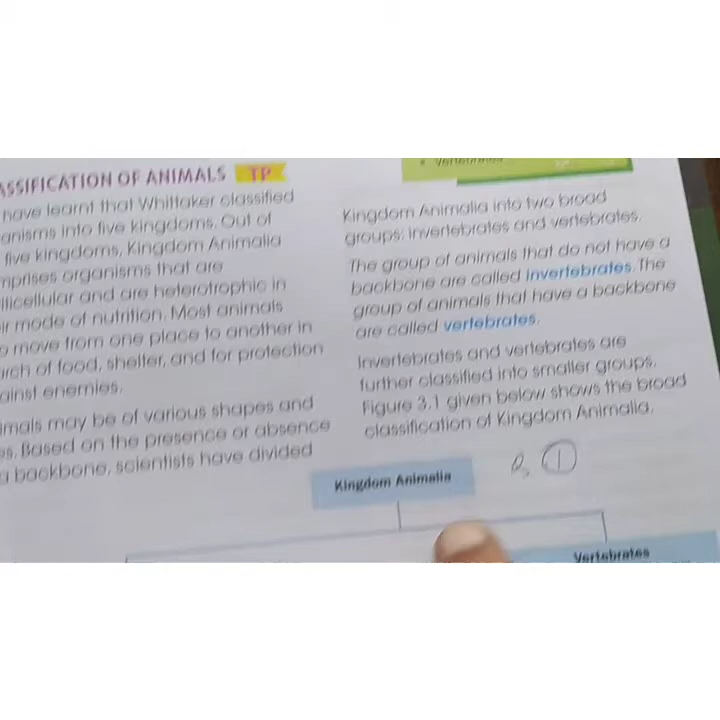 ASSIFICATION OF ANIMALS TP
have learnt that Whittaker classified
anisms into five kingdoms. Out of
five kingdoms, Kingdom Animalia
mprises organisms that are
lticellular and are heterotrophic in
ir mode of nutrition. Most animals
o move from one place to another in
arch of food, shelter, and for protection
ainst enemies.
imals may be of various shapes and
es. Based on the presence or absence
a backbone, scientists have divided
• Vertebrates
Kingdom Animalia into two broad
groups: invertebrates and vertebrates.
The group of animals that do not have a
backbone are called invertebrates. The
group of animals that have a backbone
are called vertebrates.
Invertebrates and vertebrates are
further classified into smaller groups.
Figure 3.1 given below shows the broad
classification of Kingdom Animalia.
1
Kingdom Animalia
Vertebrates